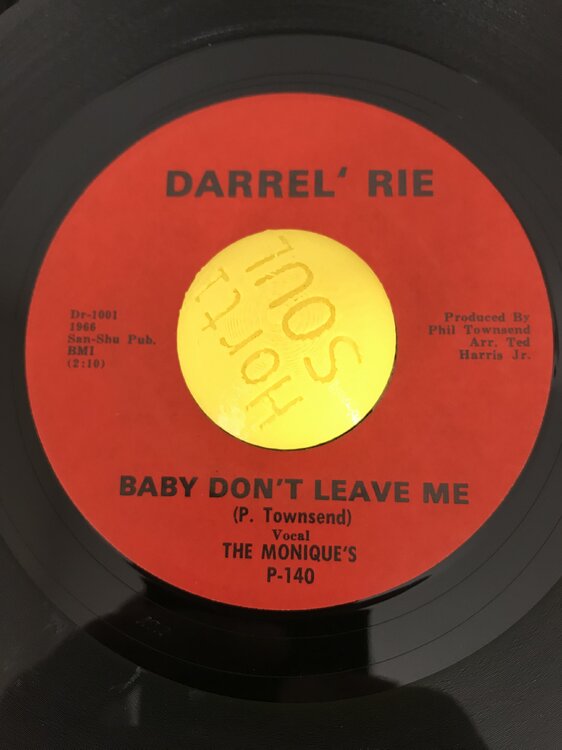 DARREL' RIE
Dr-1001
1966
San-Shu Pub.
BMI
(2:10)
Produced By
Phil Townsend
Arr. Ted
Harris Jr.
SOUL
BABY DON'T LEAVE ME
(P. Townsend)
Vocal
THE MONIQUE'S
P-140